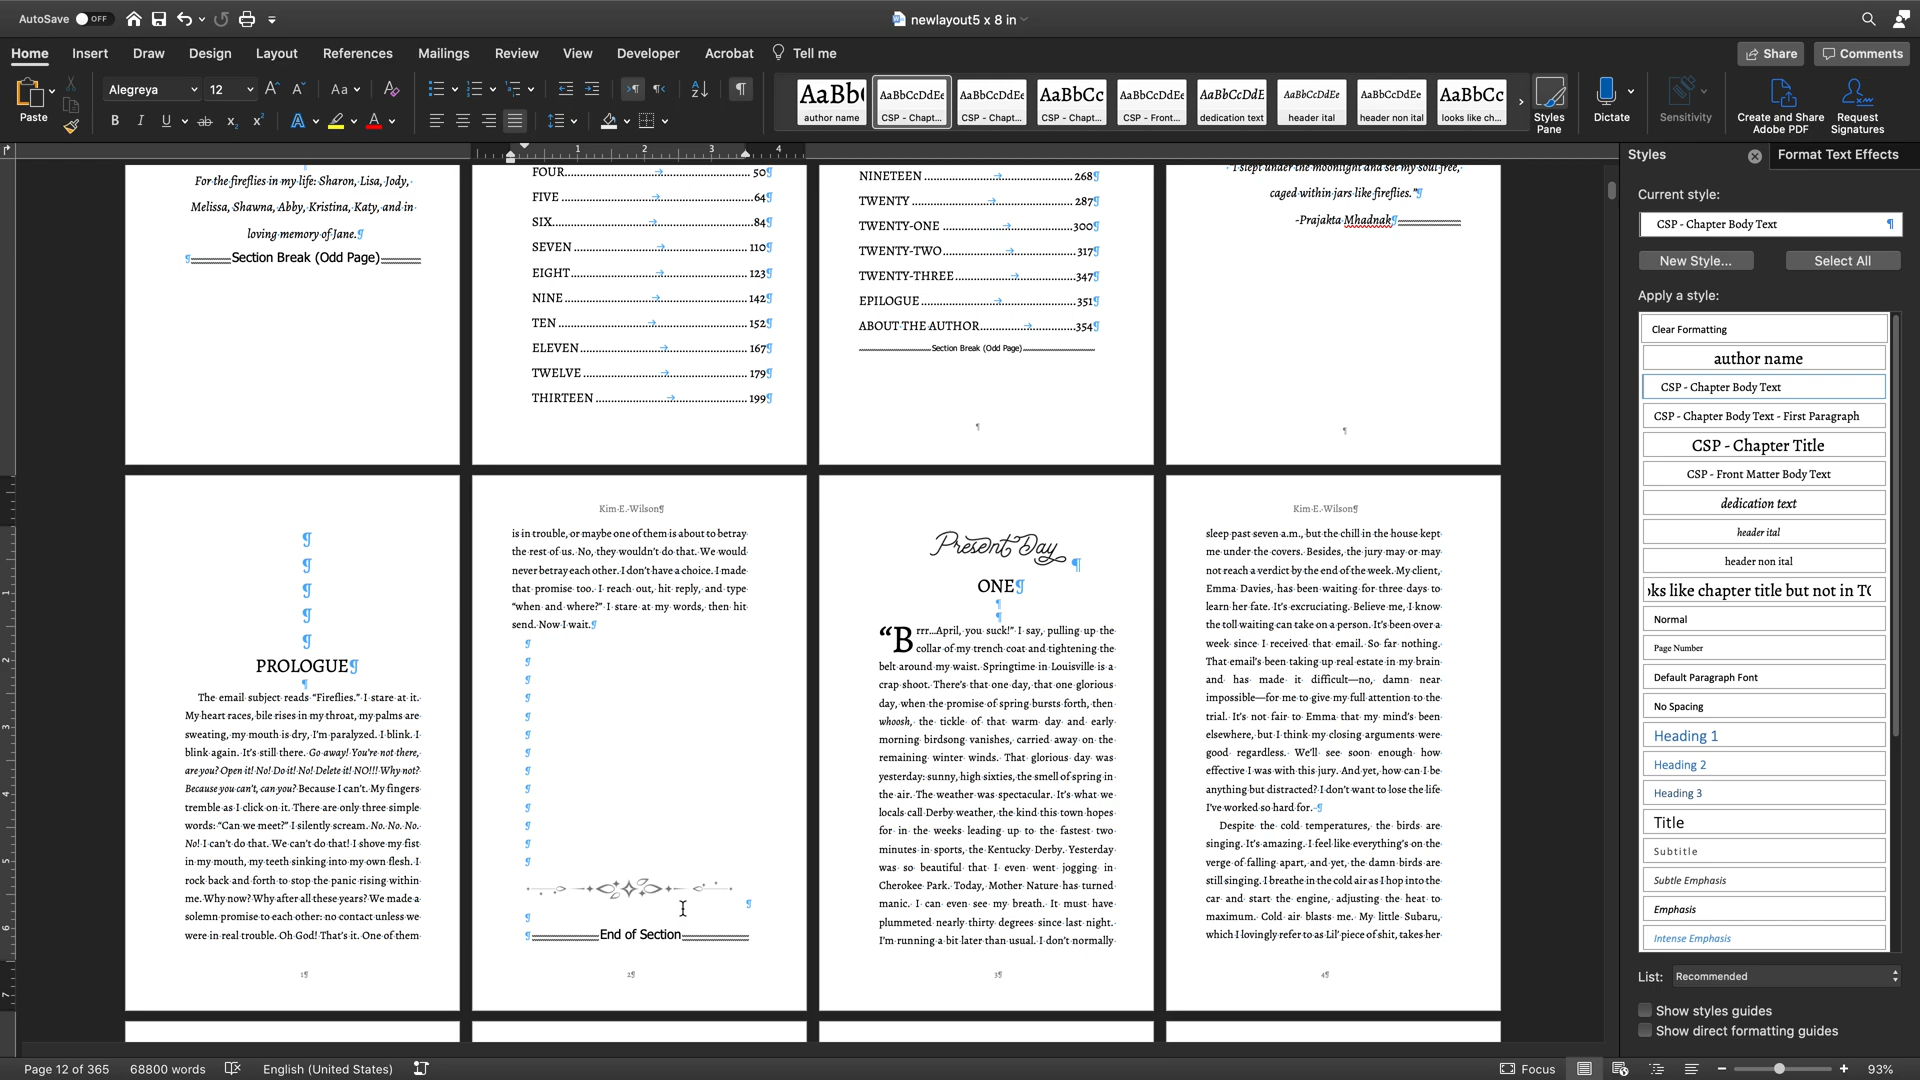 AutoSave OFF
newlayout5 x 8 in
Home Insert Draw Design Layout References Mailings Review View Developer Acrobat Tell me
Share Comments
Paste
Alegreya 12
AaBb( author name
AaBbCcDdEe CSP - Chapt...
AaBbCcDdEe CSP - Chapt...
AaBbCc CSP - Chapt...
AaBbCcDdEe CSP - Front...
AaBbCcDdE dedication text
AaBbCcDdEe header ital
AaBbCcDdEe header non ital
AaBbCc looks like ch...
Styles Pane
Dictate
Sensitivity
Create and Share Adobe PDF
Request Signatures
1 2 3 4
For the fireflies in my life: Sharon, Lisa, Jody,
Melissa, Shawna, Abby, Kristina, Katy, and in
loving memory of Jane.¶
¶Section Break (Odd Page)
FOUR 50¶
FIVE 64¶
SIX 84¶
SEVEN 110¶
EIGHT 123¶
NINE 142¶
TEN 152¶
ELEVEN 167¶
TWELVE 179¶
THIRTEEN 199¶
NINETEEN 268¶
TWENTY 287¶
TWENTY-ONE 300¶
TWENTY-TWO 317¶
TWENTY-THREE 347¶
EPILOGUE 351¶
ABOUT THE AUTHOR 354¶
Section Break (Odd Page)
"I slept under the moonlight and set my soul free,
caged within jars like fireflies."¶
-Prajakta Mhadnak¶
PROLOGUE¶
The email subject reads “Fireflies.” I stare at it.
My heart races, bile rises in my throat, my palms are
sweating, my mouth is dry, I’m paralyzed. I blink. I
blink again. It’s still there. Go away! You’re not there,
are you? Open it! No! Do it! No! Delete it! NO!!! Why not?
Because you can’t, can you? Because I can’t. My fingers
tremble as I click on it. There are only three simple
words: “Can we meet?” I silently scream. No. No. No.
No! I can’t do that. We can’t do that! I shove my fist
in my mouth, my teeth sinking into my own flesh. I
rock back and forth to stop the panic rising within
me. Why now? Why after all these years? We made a
solemn promise to each other: no contact unless we
were in real trouble. Oh God! That’s it. One of them
1¶
Kim E. Wilson¶
is in trouble, or maybe one of them is about to betray
the rest of us. No, they wouldn’t do that. We would
never betray each other. I don’t have a choice. I made
that promise too. I reach out, hit reply, and type
“when and where?” I stare at my words, then hit
send. Now I wait.¶
¶End of Section
2¶
Present Day¶
ONE¶
“Brrr...April, you suck!” I say, pulling up the
collar of my trench coat and tightening the
belt around my waist. Springtime in Louisville is a
crap shoot. There’s that one day, that one glorious
day, when the promise of spring bursts forth, then
whoosh, the tickle of that warm day and early
morning birdsong vanishes, carried away on the
remaining winter winds. That glorious day was
yesterday: sunny, high sixties, the smell of spring in
the air. The weather was spectacular. It’s what we
locals call Derby weather, the kind this town hopes
for in the weeks leading up to the fastest two
minutes in sports, the Kentucky Derby. Yesterday
was so beautiful that I even went jogging in
Cherokee Park. Today, Mother Nature has turned
manic. I can even see my breath. It must have
plummeted nearly thirty degrees since last night.
I’m running a bit later than usual. I don’t normally
3¶
Kim E. Wilson¶
sleep past seven a.m., but the chill in the house kept
me under the covers. Besides, the jury may or may
not reach a verdict by the end of the week. My client,
Emma Davies, has been waiting for three days to
learn her fate. It’s excruciating. Believe me, I know
the toll waiting can take on a person. It’s been over a
week since I received that email. So far nothing.
That email’s been taking up real estate in my brain
and has made it difficult—no, damn near
impossible—for me to give my full attention to the
trial. It’s not fair to Emma that my mind’s been
elsewhere, but I think my closing arguments were
good regardless. We’ll see soon enough how
effective I was with this jury. And yet, how can I be
anything but distracted? I don’t want to lose the life
I’ve worked so hard for. ¶
Despite the cold temperatures, the birds are
singing. It’s amazing. I feel like everything’s on the
verge of falling apart, and yet, the damn birds are
still singing. I breathe in the cold air as I hop into the
car and start the engine, adjusting the heat to
maximum. Cold air blasts me. My little Subaru,
which I lovingly refer to as Lil’ piece of shit, takes her
4¶
Styles
Format Text Effects
Current style:
CSP - Chapter Body Text ¶
New Style... Select All
Apply a style:
Clear Formatting
author name
CSP - Chapter Body Text
CSP - Chapter Body Text - First Paragraph
CSP - Chapter Title
CSP - Front Matter Body Text
dedication text
header ital
header non ital
oks like chapter title but not in TO
Normal
Page Number
Default Paragraph Font
No Spacing
Heading 1
Heading 2
Heading 3
Title
Subtitle
Subtle Emphasis
Emphasis
Intense Emphasis
List: Recommended
Show styles guides
Show direct formatting guides
Page 12 of 365 68800 words English (United States)
Focus 93%